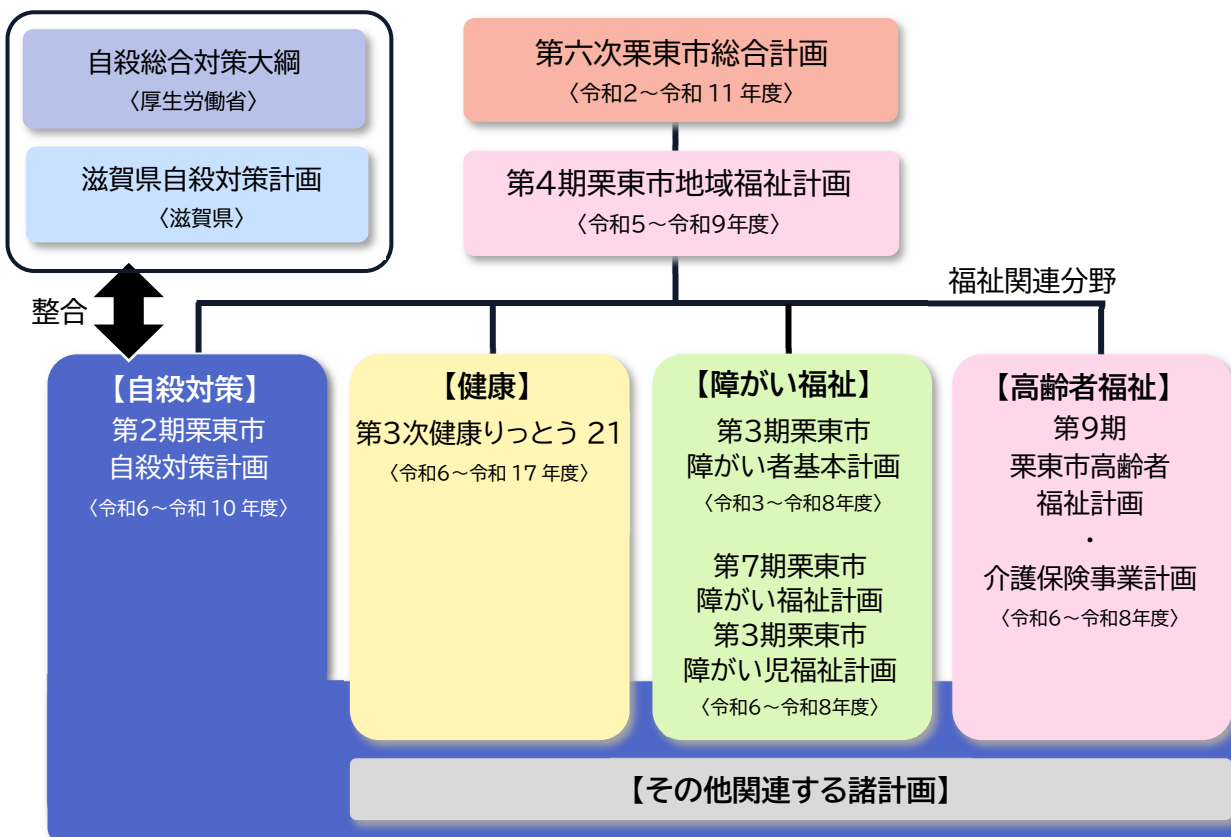 自殺総合対策大綱
〈厚生労働省〉
滋賀県自殺対策計画
〈滋賀県〉
第六次栗東市総合計画
〈令和2～令和 11 年度〉
第4期栗東市地域福祉計画
〈令和5～令和9年度〉
福祉関連分野
整合
【自殺対策】
第2期栗東市
自殺対策計画
〈令和6～令和 10 年度〉
【健康】
第3次健康りっとう 21
〈令和6～令和 17 年度〉
【障がい福祉】
第3期栗東市
障がい者基本計画
〈令和3～令和8年度〉
第7期栗東市
障がい福祉計画
第3期栗東市
障がい児福祉計画
〈令和6～令和8年度〉
【高齢者福祉】
第9期
栗東市高齢者
福祉計画
・
介護保険事業計画
〈令和6～令和8年度〉
【その他関連する諸計画】